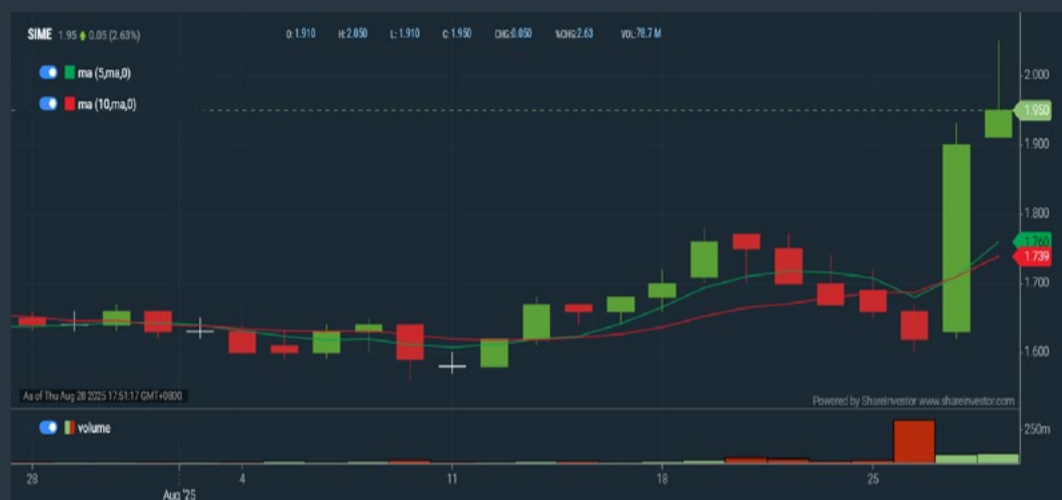 SIME 1.95 0.05 (2.63%) O:1.910 H:2.050 L:1.910 C:1.950 CHG:0.050 %CHG:2.63 VOL:78.7 M
ma (5,ma,0)
ma (10,ma,0)
2.000
1.950
1.900
1.800
1.760
1.739
1.700
1.600
As of Thu Aug 28 2025 17:51:17 GMT+0800.
Powered by ShareInvestor www.shareinvestor.com
volume
250m
28 4 11 18 25
Aug '25